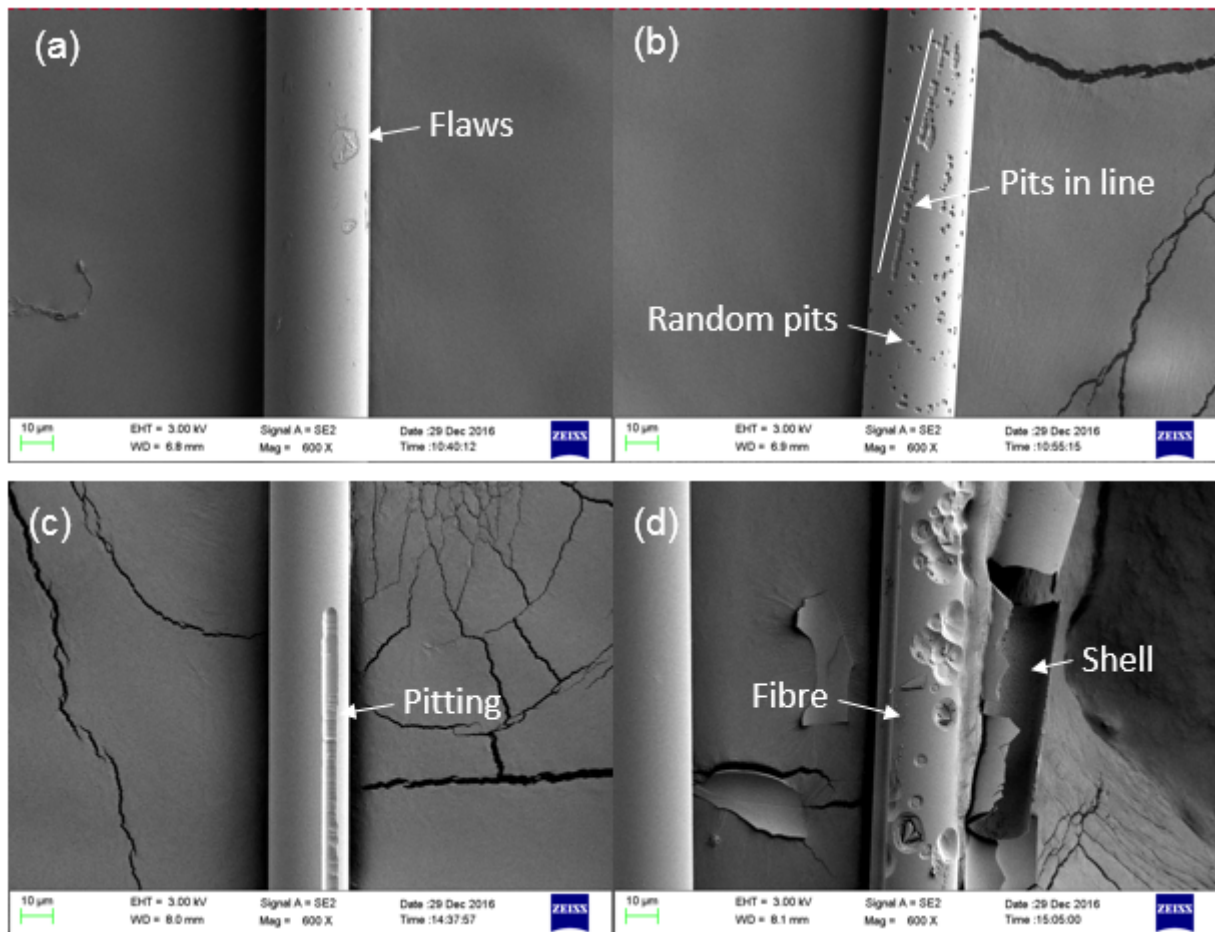 (a)
Flaws
10 µm
EHT = 3.00 kV
WD = 6.8 mm
Signal A = SE2
Mag = 600 X
Date :29 Dec 2016
Time :10:40:12
ZEISS
(b)
Pits in line
Random pits
10 µm
EHT = 3.00 kV
WD = 6.9 mm
Signal A = SE2
Mag = 600 X
Date :29 Dec 2016
Time :10:55:15
ZEISS
(c)
Pitting
10 µm
EHT = 3.00 kV
WD = 8.0 mm
Signal A = SE2
Mag = 600 X
Date :29 Dec 2016
Time :14:37:57
ZEISS
(d)
Shell
Fibre
10 µm
EHT = 3.00 kV
WD = 8.1 mm
Signal A = SE2
Mag = 600 X
Date :29 Dec 2016
Time :15:05:00
ZEISS